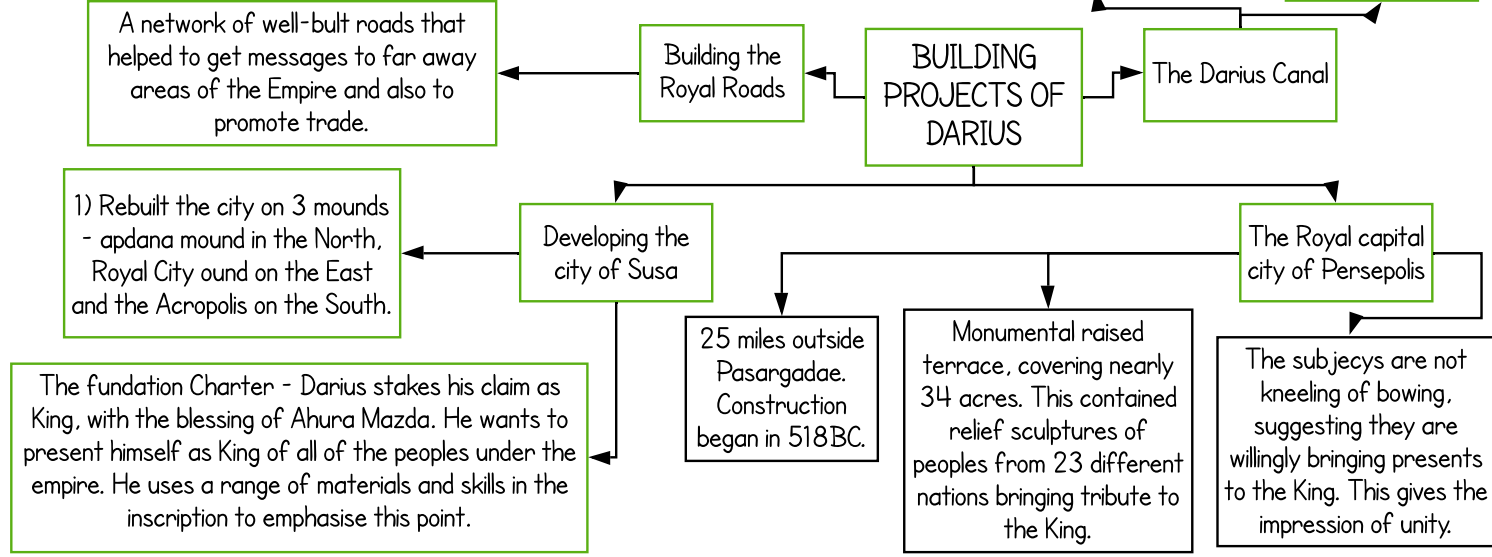 A network of well-bult roads that
helped to get messages to far away
areas of the Empire and also to
promote trade.
Building the
Royal Roads
BUILDING
PROJECTS OF
DARIUS
The Darius Canal
1) Rebuilt the city on 3 mounds
- apdana mound in the North,
Royal City ound on the East
and the Acropolis on the South.
Developing the
city of Susa
The Royal capital
city of Persepolis
The fundation Charter - Darius stakes his claim as
King, with the blessing of Ahura Mazda. He wants to
present himself as King of all of the peoples under the
empire. He uses a range of materials and skills in the
inscription to emphasise this point.
25 miles outside
Pasargadae.
Construction
began in 518BC.
Monumental raised
terrace, covering nearly
34 acres. This contained
relief sculptures of
peoples from 23 different
nations bringing tribute to
the King.
The subjecys are not
kneeling of bowing,
suggesting they are
willingly bringing presents
to the King. This gives the
impression of unity.